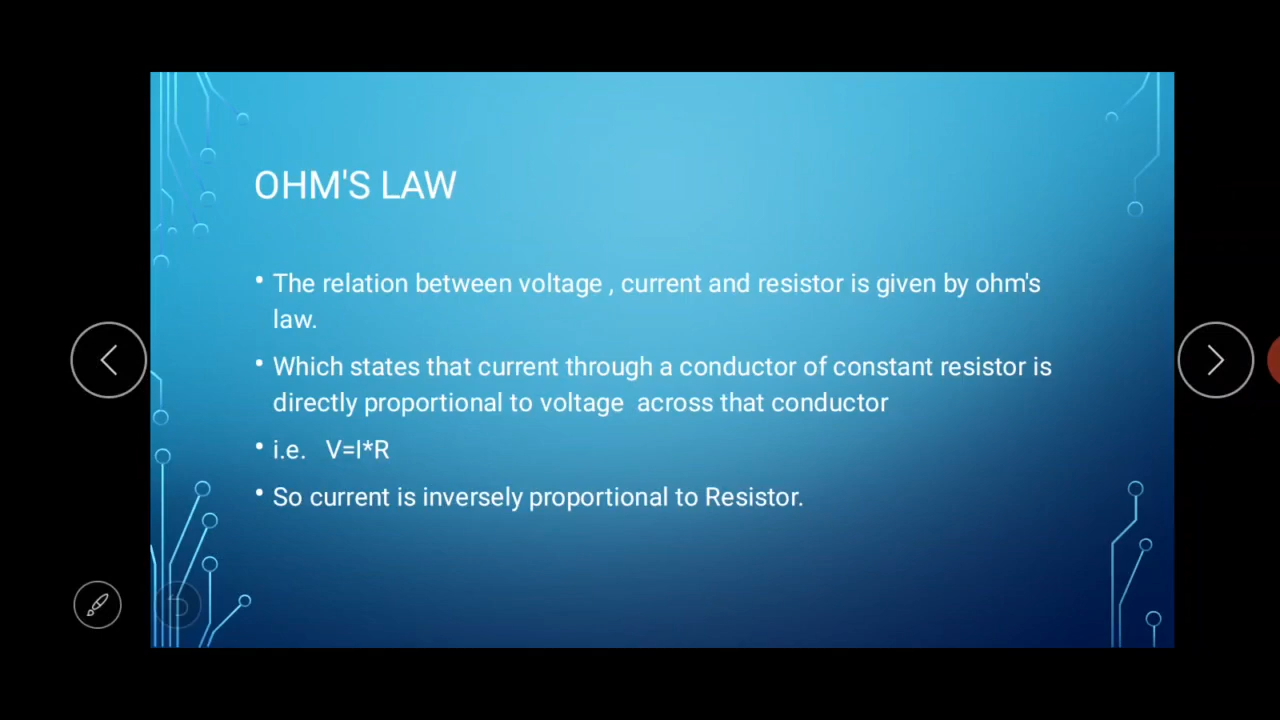 OHM'S LAW
• The relation between voltage , current and resistor is given by ohm's
law.
• Which states that current through a conductor of constant resistor is
directly proportional to voltage  across that conductor
• i.e.   V=I*R
• So current is inversely proportional to Resistor.